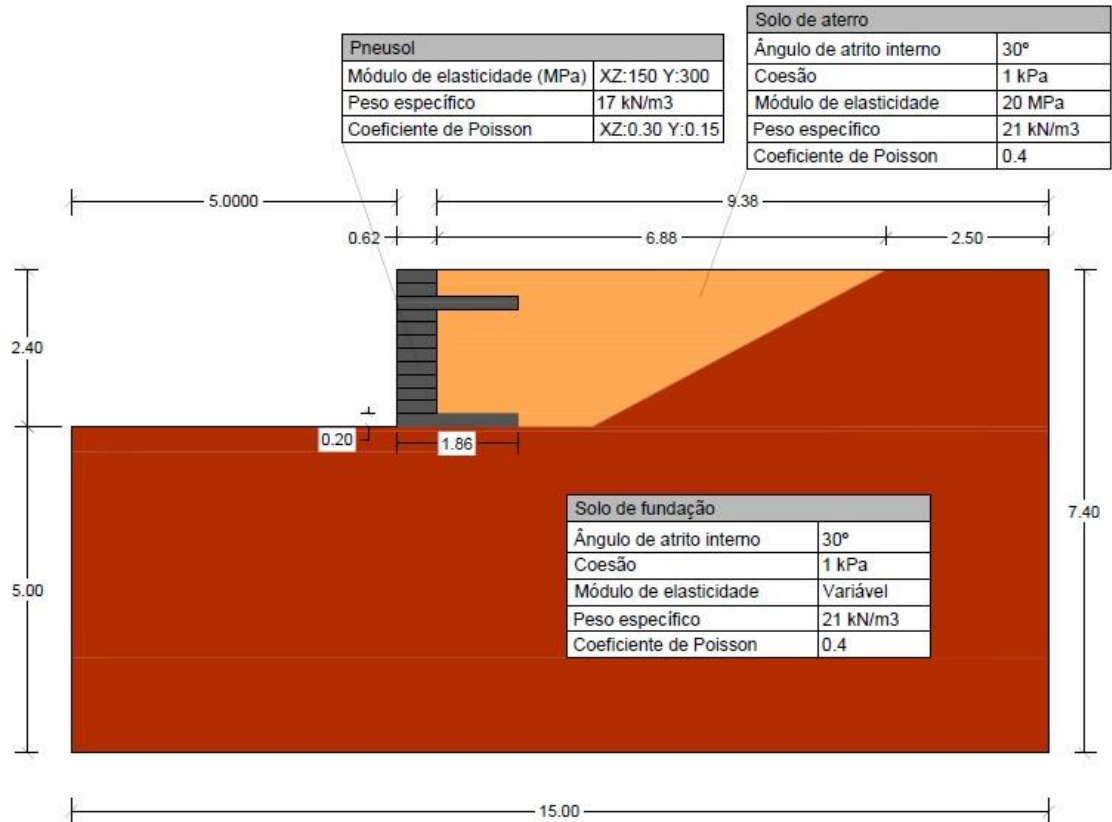 Solo de aterro
Ângulo de atrito interno 30º
Coesão 1 kPa
Módulo de elasticidade 20 MPa
Peso específico 21 kN/m3
Coeficiente de Poisson 0.4
Pneusol
Módulo de elasticidade (MPa) XZ:150 Y:300
Peso específico 17 kN/m3
Coeficiente de Poisson XZ:0.30 Y:0.15
5.0000 9.38
0.62 6.88 2.50
2.40
0.20 1.86
Solo de fundação
Ângulo de atrito interno 30º
Coesão 1 kPa
Módulo de elasticidade Variável
Peso específico 21 kN/m3
Coeficiente de Poisson 0.4
7.40
5.00
15.00